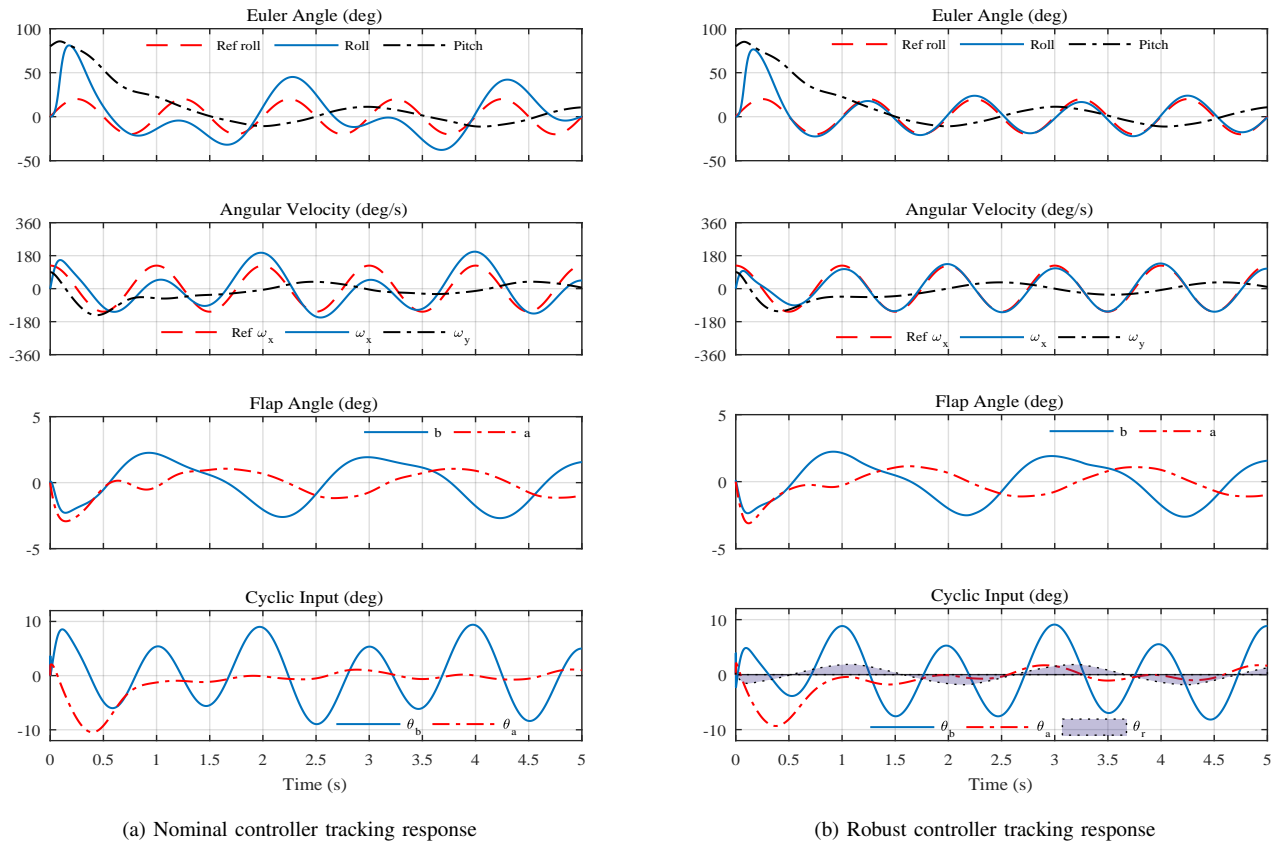 Euler Angle (deg)
100
50
0
-50
Ref roll
Roll
Pitch
Angular Velocity (deg/s)
360
180
0
-180
-360
Ref ω_x
ω_x
ω_y
Flap Angle (deg)
5
0
-5
b
a
Cyclic Input (deg)
10
0
-10
θ_b
θ_a
0 0.5 1 1.5 2 2.5 3 3.5 4 4.5 5
Time (s)
(a) Nominal controller tracking response
Euler Angle (deg)
100
50
0
-50
Ref roll
Roll
Pitch
Angular Velocity (deg/s)
360
180
0
-180
-360
Ref ω_x
ω_x
ω_y
Flap Angle (deg)
5
0
-5
b
a
Cyclic Input (deg)
10
0
-10
θ_b
θ_a
θ_r
0 0.5 1 1.5 2 2.5 3 3.5 4 4.5 5
Time (s)
(b) Robust controller tracking response